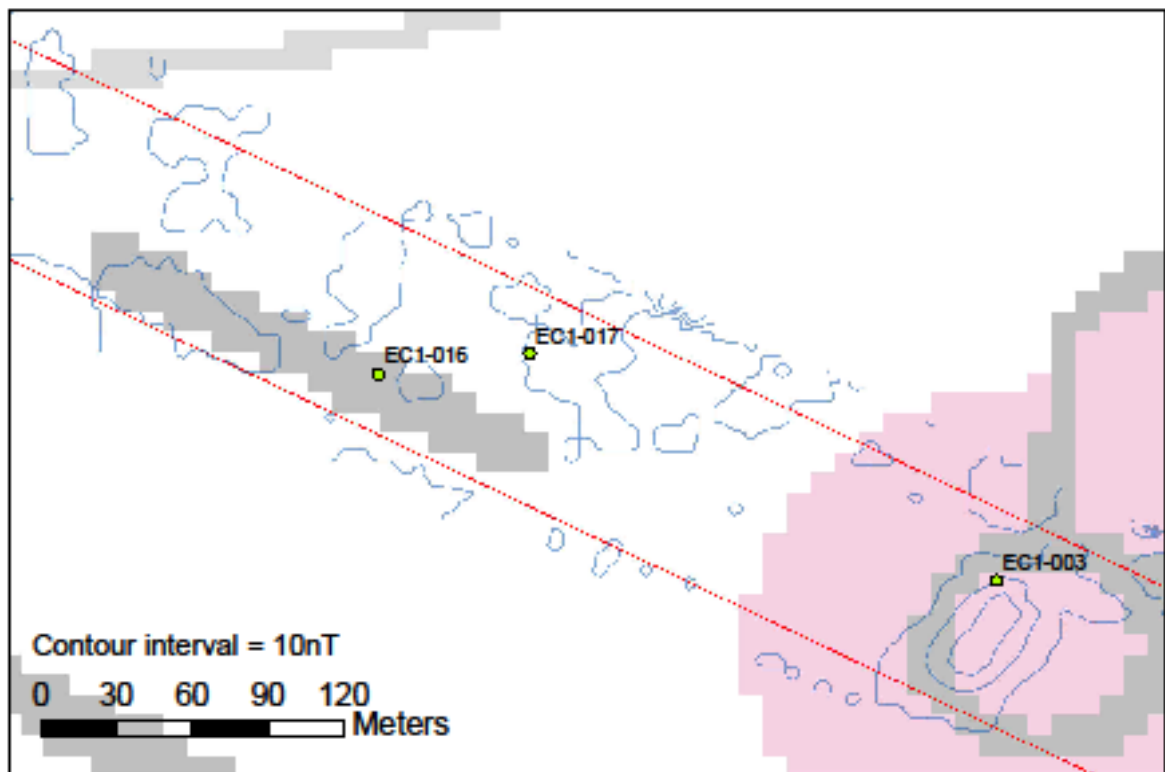 EC1-017
EC1-016
EC1-003
Contour interval = 10nT
0 30 60 90 120
Meters